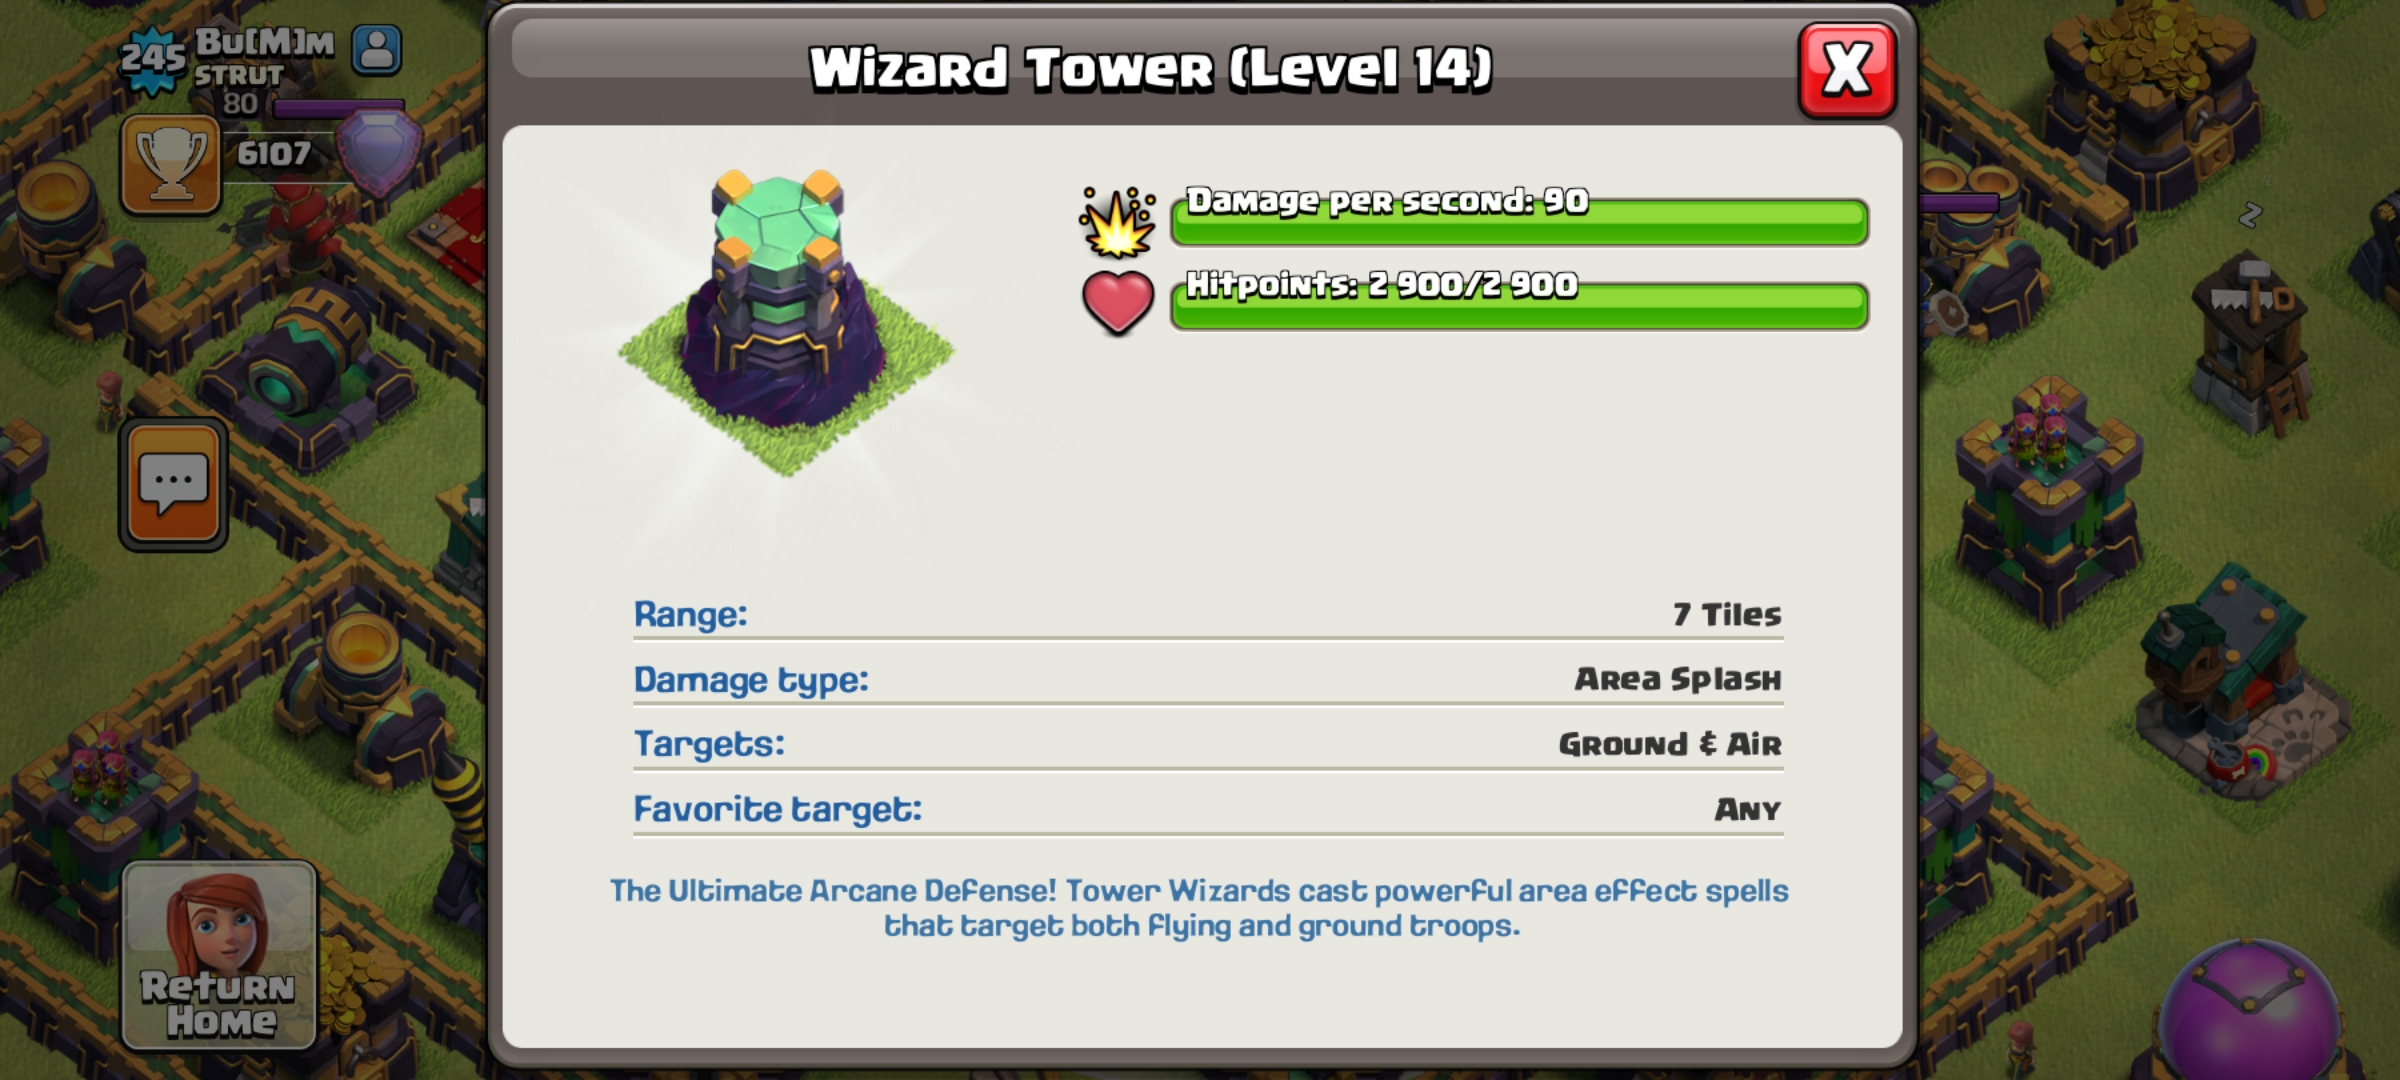 245
Bu[M]m
STRUT
80
6107
Return
Home
Wizard Tower (Level 14)
X
Damage per second: 90
Hitpoints: 2 900/2 900
Range: 7 Tiles
Damage type: Area Splash
Targets: Ground & Air
Favorite target: Any
The Ultimate Arcane Defense! Tower Wizards cast powerful area effect spells
that target both flying and ground troops.
Z